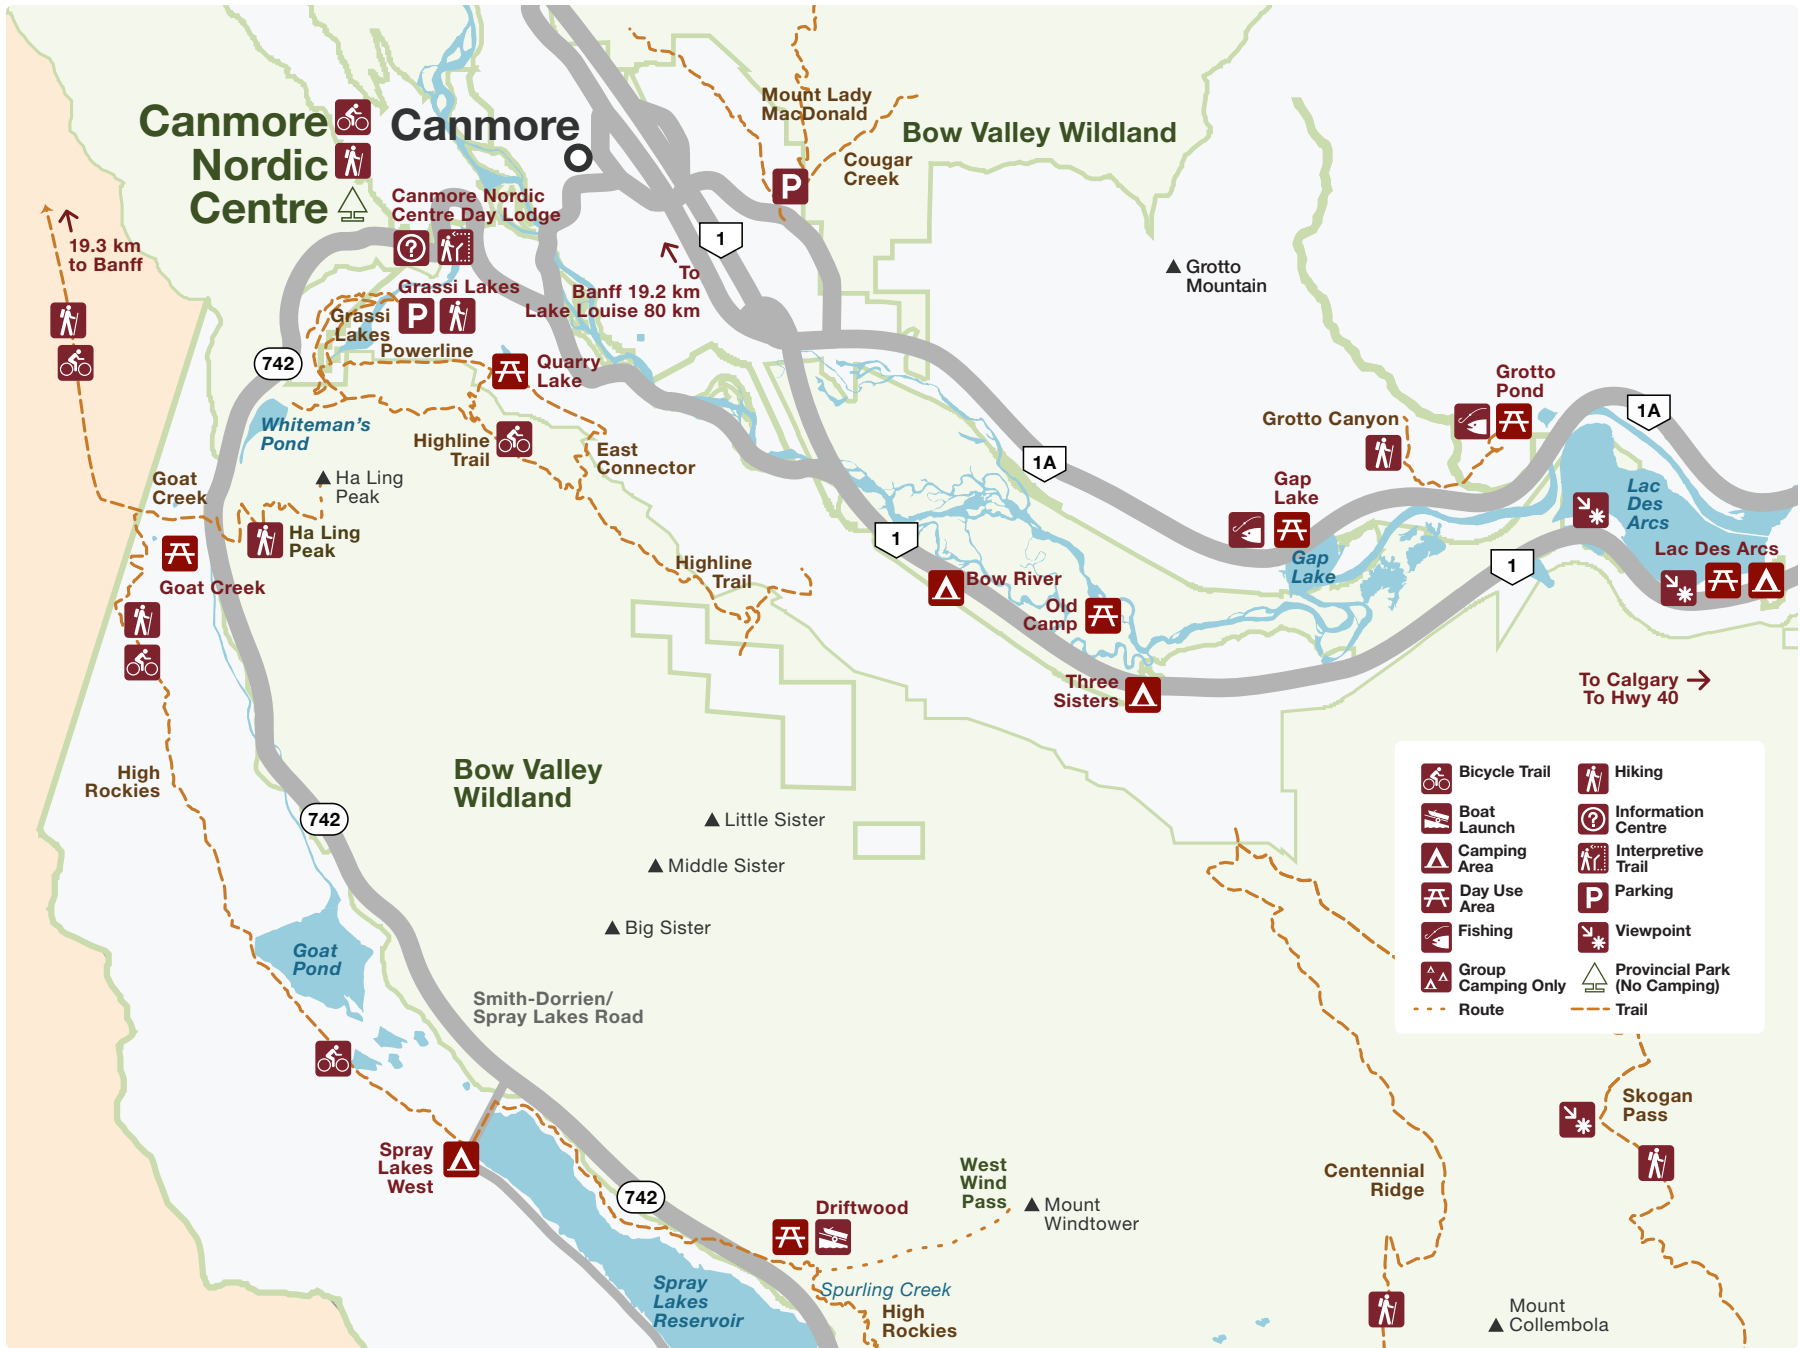 Canmore
Nordic
Centre
Canmore
Mount Lady
MacDonald
Cougar
Creek
Bow Valley Wildland
P
Canmore Nordic
Centre Day Lodge
?
19.3 km
to Banff
1
To
Banff 19.2 km
Lake Louise 80 km
Grotto
Mountain
Grassi Lakes
P
Grassi
Lakes
Powerline
742
Quarry
Lake
Whiteman's
Pond
Highline
Trail
East
Connector
Ha Ling
Peak
Goat
Creek
Ha Ling
Peak
Goat Creek
Highline
Trail
Grotto
Pond
Grotto Canyon
1A
1A
Gap
Lake
Gap
Lake
Lac
Des
Arcs
Lac Des Arcs
1
1
Bow River
Old
Camp
Three
Sisters
To Calgary
To Hwy 40
High
Rockies
742
Bow Valley
Wildland
Little Sister
Middle Sister
Big Sister
Goat
Pond
Smith-Dorrien/
Spray Lakes Road
Spray
Lakes
West
742
Driftwood
West
Wind
Pass
Mount
Windtower
Spray
Lakes
Reservoir
Spurling Creek
High
Rockies
Bicycle Trail
Boat
Launch
Camping
Area
Day Use
Area
Fishing
Group
Camping Only
Route
Hiking
?
Information
Centre
Interpretive
Trail
P
Parking
Viewpoint
Provincial Park
(No Camping)
Trail
Skogan
Pass
Centennial
Ridge
Mount
Collembola